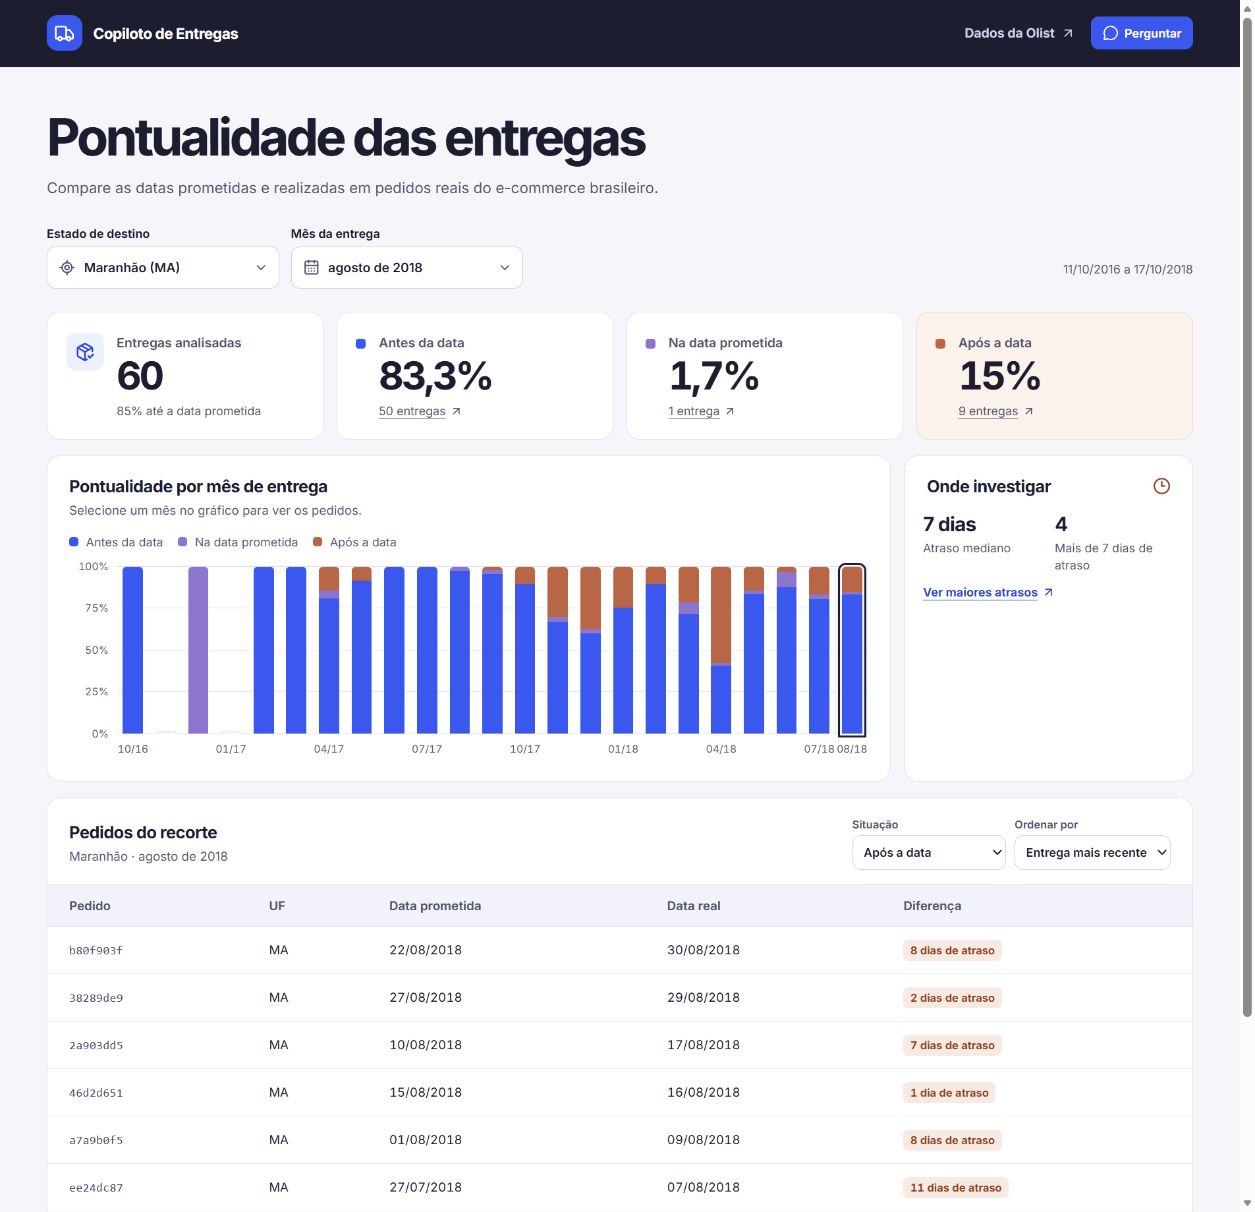 Copiloto de Entregas
Dados da Olist
Perguntar
Pontualidade das entregas
Compare as datas prometidas e realizadas em pedidos reais do e-commerce brasileiro.
Estado de destino
Mês da entrega
Maranhão (MA)
agosto de 2018
11/10/2016 a 17/10/2018
Entregas analisadas
60
85% até a data prometida
Antes da data
83,3%
50 entregas
Na data prometida
1,7%
1 entrega
Após a data
15%
9 entregas
Pontualidade por mês de entrega
Selecione um mês no gráfico para ver os pedidos.
Antes da data Na data prometida Após a data
100%
75%
50%
25%
0%
10/16 01/17 04/17 07/17 10/17 01/18 04/18 07/18 08/18
Onde investigar
7 dias
Atraso mediano
4
Mais de 7 dias de
atraso
Ver maiores atrasos
Pedidos do recorte
Maranhão · agosto de 2018
Situação
Após a data
Ordenar por
Entrega mais recente
Pedido UF Data prometida Data real Diferença
b80f903f MA 22/08/2018 30/08/2018 8 dias de atraso
38289de9 MA 27/08/2018 29/08/2018 2 dias de atraso
2a903dd5 MA 10/08/2018 17/08/2018 7 dias de atraso
46d2d651 MA 15/08/2018 16/08/2018 1 dia de atraso
a7a9b0f5 MA 01/08/2018 09/08/2018 8 dias de atraso
ee24dc87 MA 27/07/2018 07/08/2018 11 dias de atraso